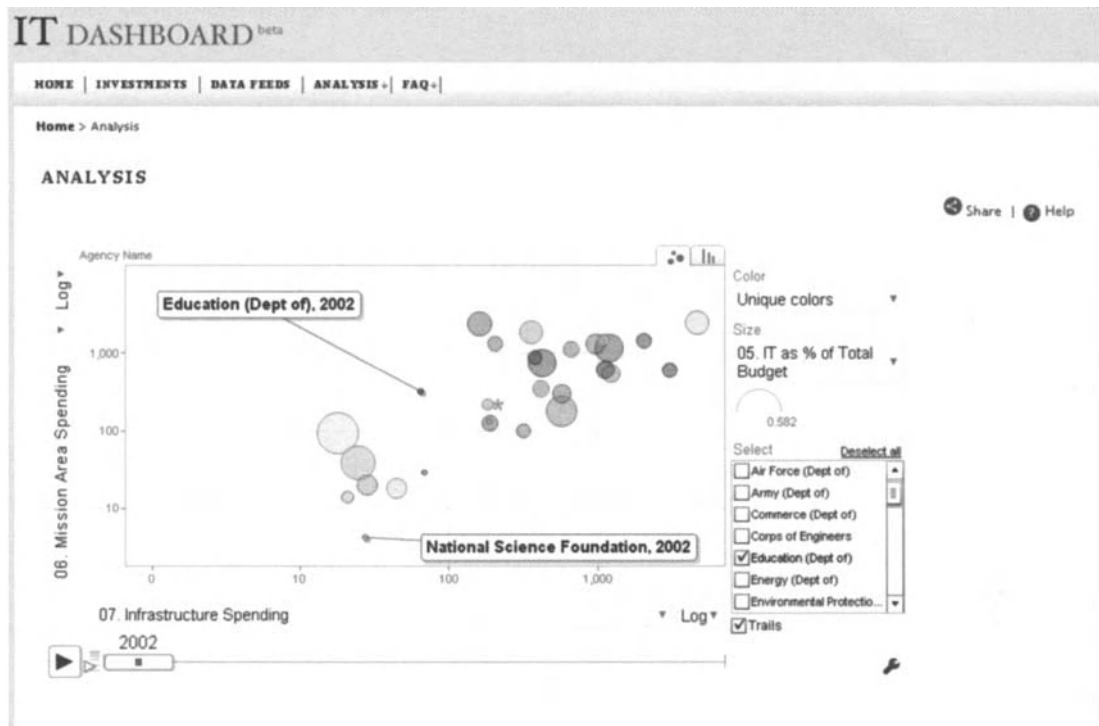 IT DASHBOARD beta
HOME | INVESTMENTS | DATA FEEDS | ANALYSIS | FAQ
Home > Analysis
ANALYSIS
Share | Help
Agency Name
Color
Unique colors
Size
05. IT as % of Total
Budget
0.582
Select Deselect all
Air Force (Dept of)
Army (Dept of)
Commerce (Dept of)
Corps of Engineers
Education (Dept of)
Energy (Dept of)
Environmental Protectio...
Trails
Log
06. Mission Area Spending
1,000
100
10
Education (Dept of), 2002
*
National Science Foundation, 2002
0 10 100 1,000
07. Infrastructure Spending Log
2002